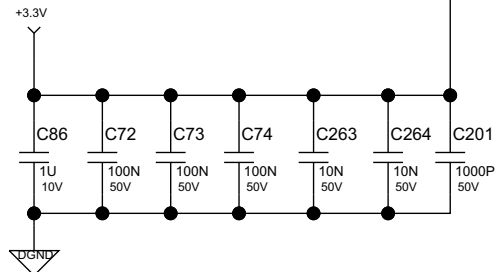 +3.3V
C86 C72 C73 C74 C263 C264 C201
1U 100N 100N 100N 10N 10N 1000P
10V 50V 50V 50V 50V 50V 50V
DGND